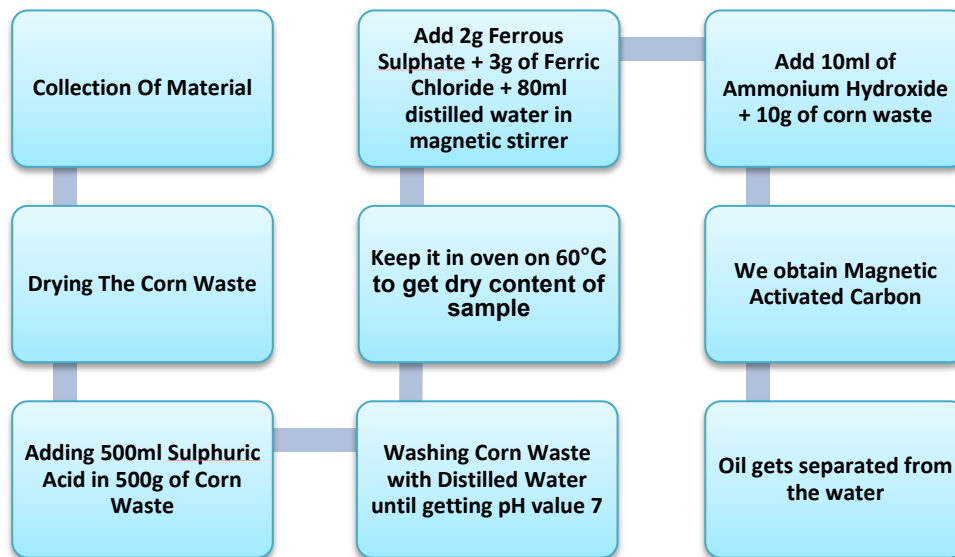 Collection Of Material
Drying The Corn Waste
Adding 500ml Sulphuric
Acid in 500g of Corn
Waste
Washing Corn Waste
with Distilled Water
until getting pH value 7
Keep it in oven on 60°C
to get dry content of
sample
Add 2g Ferrous
Sulphate + 3g of Ferric
Chloride + 80ml
distilled water in
magnetic stirrer
Add 10ml of
Ammonium Hydroxide
+ 10g of corn waste
We obtain Magnetic
Activated Carbon
Oil gets separated from
the water